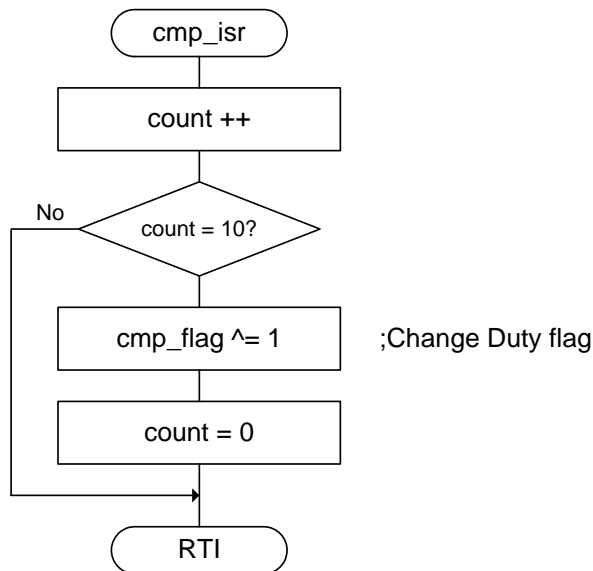 cmp_isr
count ++
No
count = 10?
cmp_flag ^= 1
;Change Duty flag
count = 0
RTI